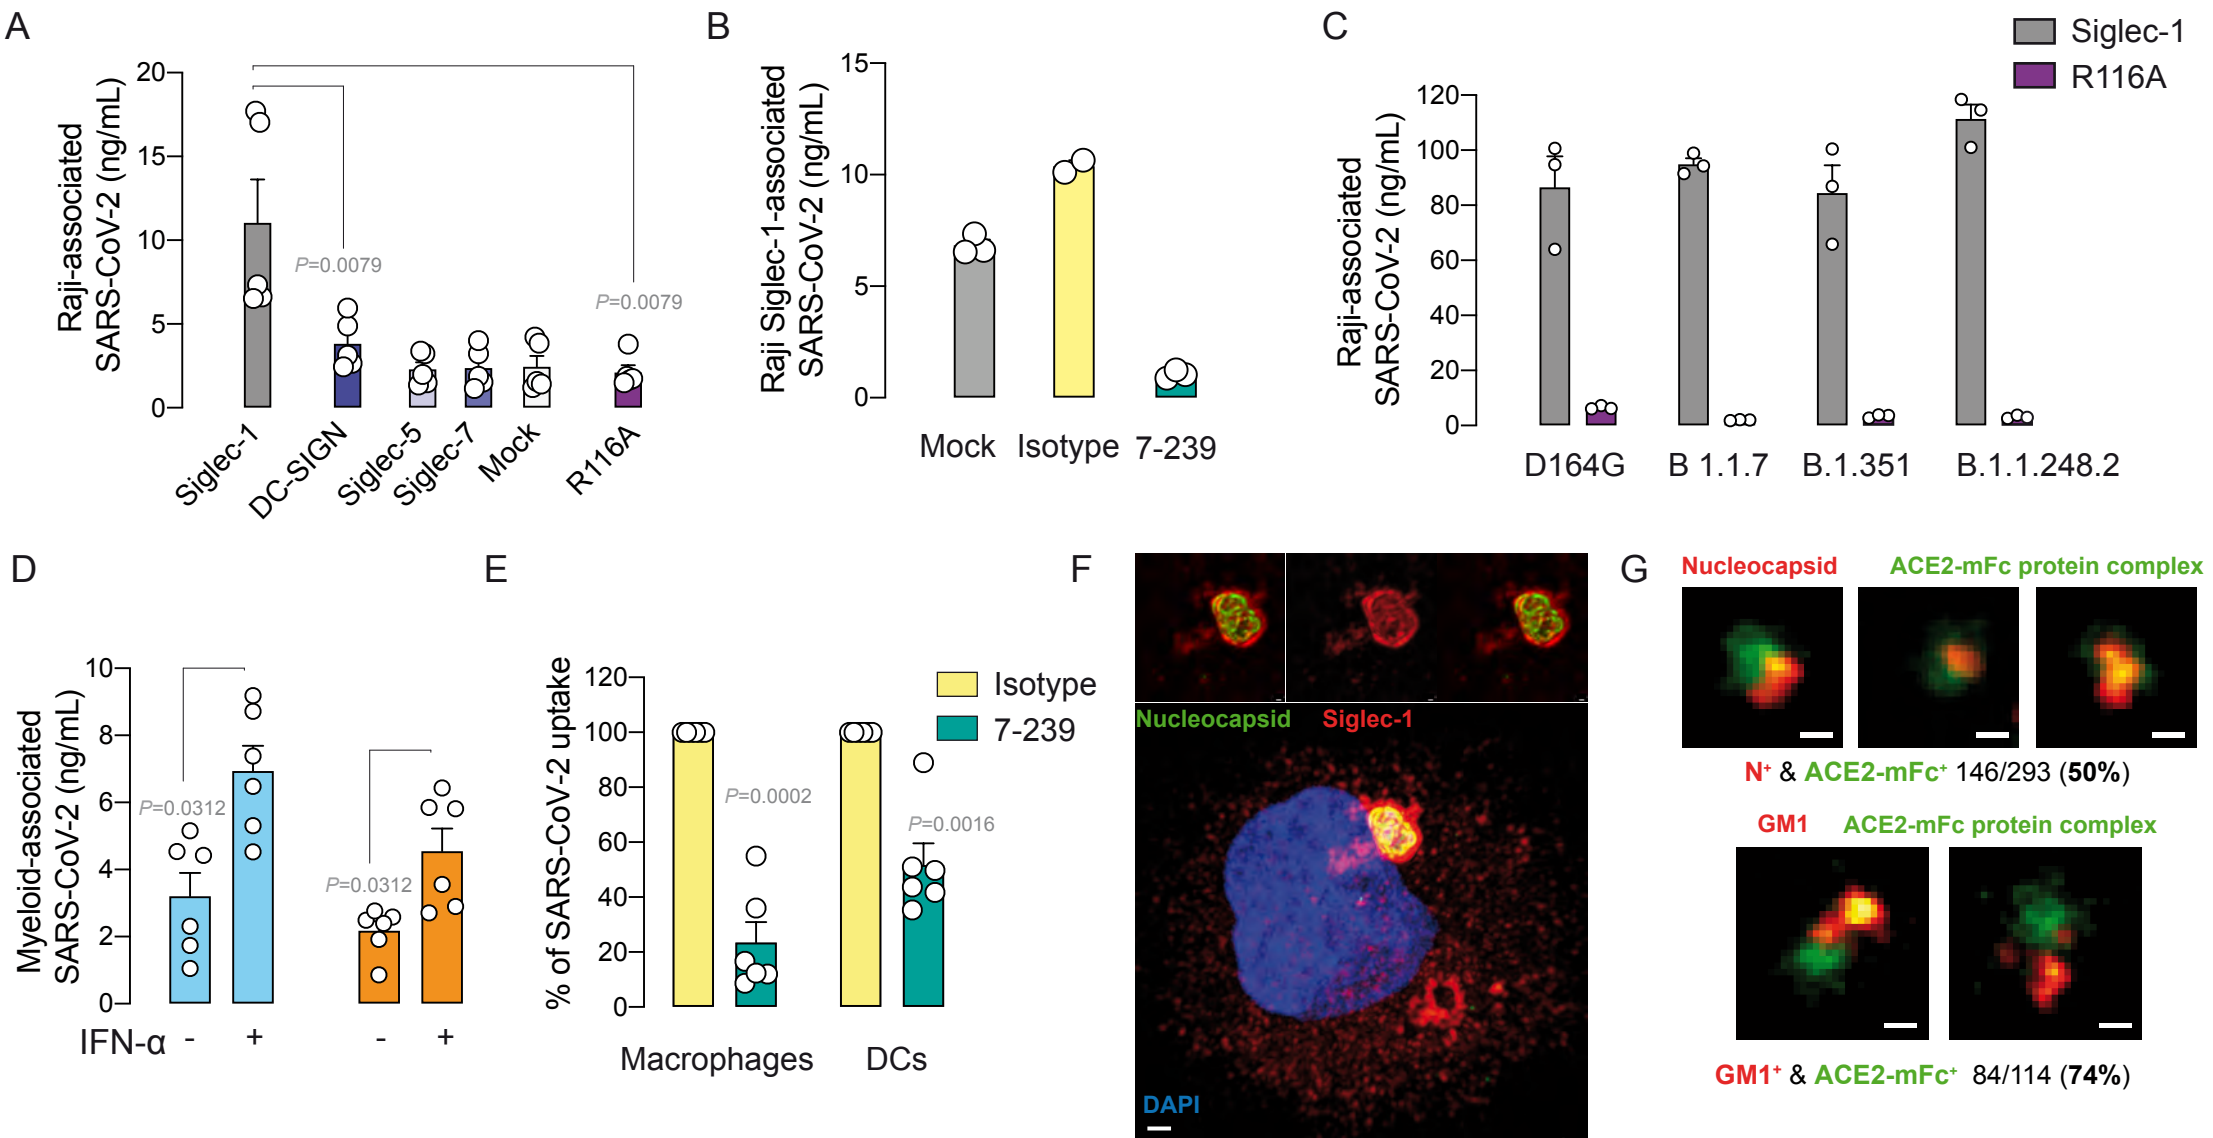 A
Raji-associated
SARS-CoV-2 (ng/mL)
20
15
10
5
0
P=0.0079
P=0.0079
Siglec-1
DC-SIGN
Siglec-5
Siglec-7
Mock
R116A
B
Raji Siglec-1-associated
SARS-CoV-2 (ng/mL)
15
10
5
0
Mock Isotype 7-239
C
Siglec-1
R116A
Raji-associated
SARS-CoV-2 (ng/mL)
120
100
80
60
40
20
0
D164G B 1.1.7 B.1.351 B.1.1.248.2
D
Myeloid-associated
SARS-CoV-2 (ng/mL)
10
8
6
4
2
0
P=0.0312
P=0.0312
IFN-α - + - +
E
% of SARS-CoV-2 uptake
120
100
80
60
40
20
0
Isotype
7-239
P=0.0002
P=0.0016
Macrophages DCs
F
Nucleocapsid Siglec-1
DAPI
G
Nucleocapsid ACE2-mFc protein complex
N+ & ACE2-mFc+ 146/293 (50%)
GM1 ACE2-mFc protein complex
GM1+ & ACE2-mFc+ 84/114 (74%)